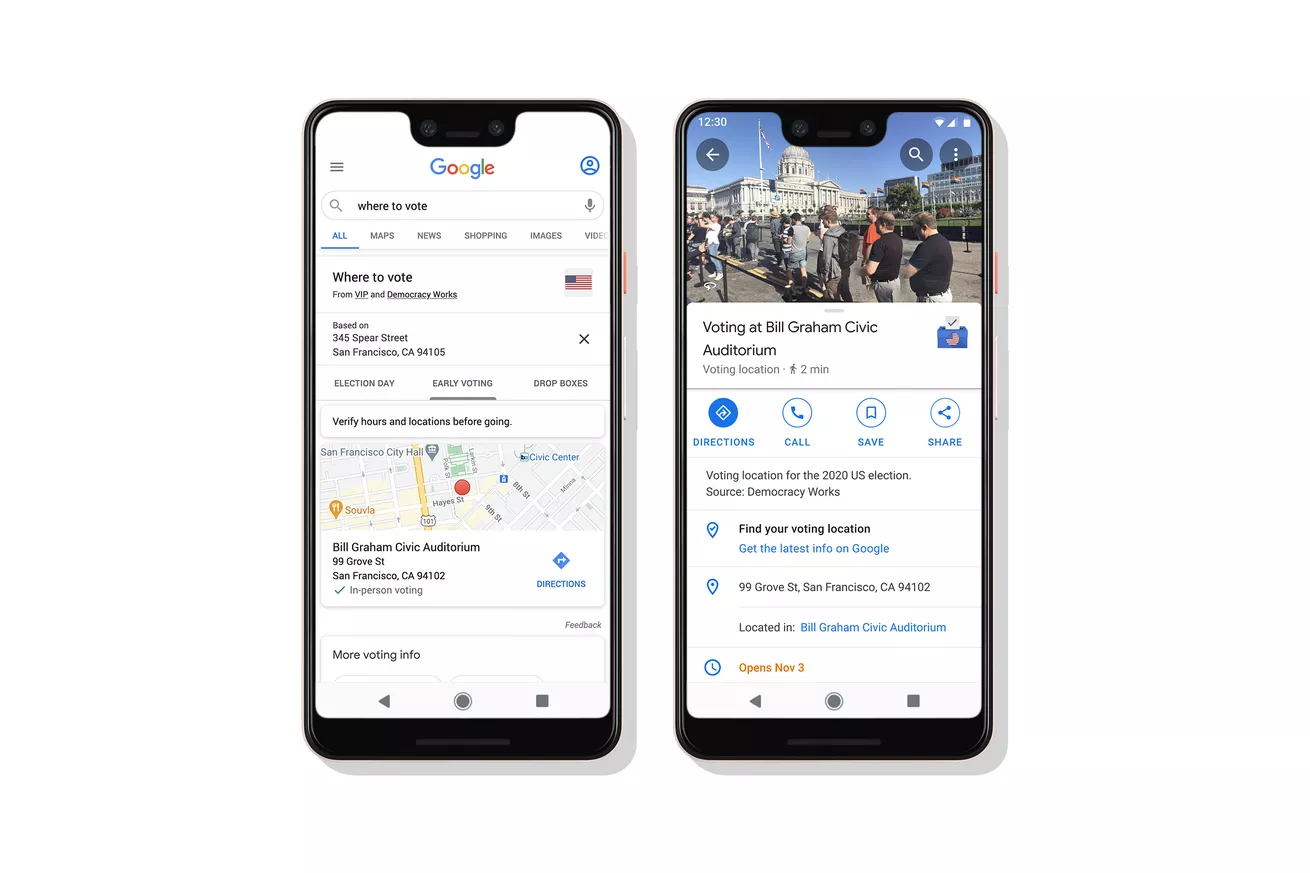 Google
where to vote
ALL MAPS NEWS SHOPPING IMAGES
Where to vote
From VIP and Democracy Works
Based on
345 Spear Street
San Francisco, CA 94105
ELECTION DAY EARLY VOTING DROP BOXES
Verify hours and locations before going.
San Francisco City Hall
Polk St
Larkin St
Civic Center
8th St
Minna
Hayes St
9th St
Souvla
101
Bill Graham Civic Auditorium
99 Grove St
San Francisco, CA 94102
In-person voting
DIRECTIONS
Feedback
More voting info
12:30
Voting at Bill Graham Civic
Auditorium
Voting location · 2 min
DIRECTIONS CALL SAVE SHARE
Voting location for the 2020 US election.
Source: Democracy Works
Find your voting location
Get the latest info on Google
99 Grove St, San Francisco, CA 94102
Located in: Bill Graham Civic Auditorium
Opens Nov 3